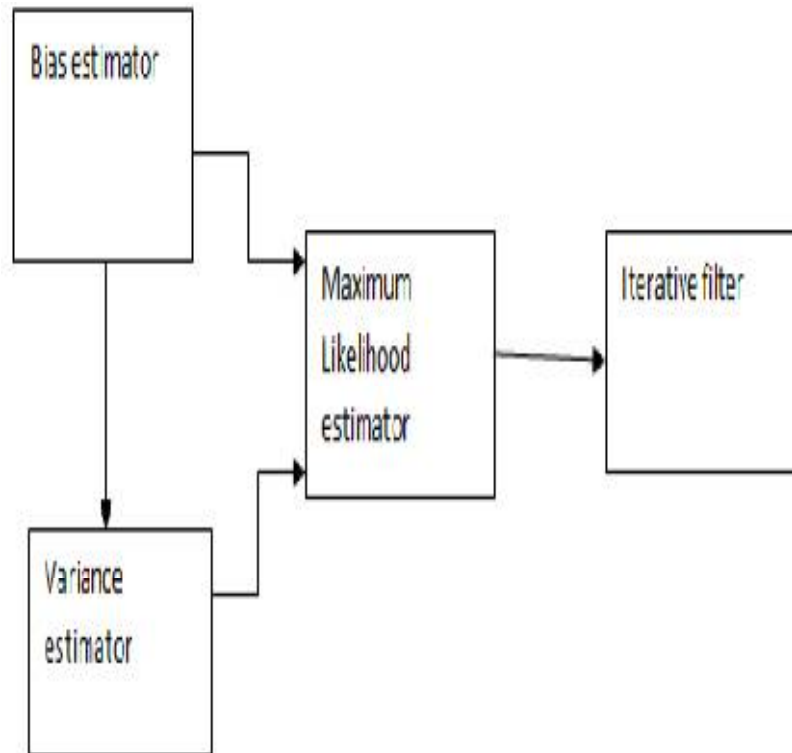 Bias estimator
Maximum
Likelihood
estimator
Iterative filter
Variance
estimator